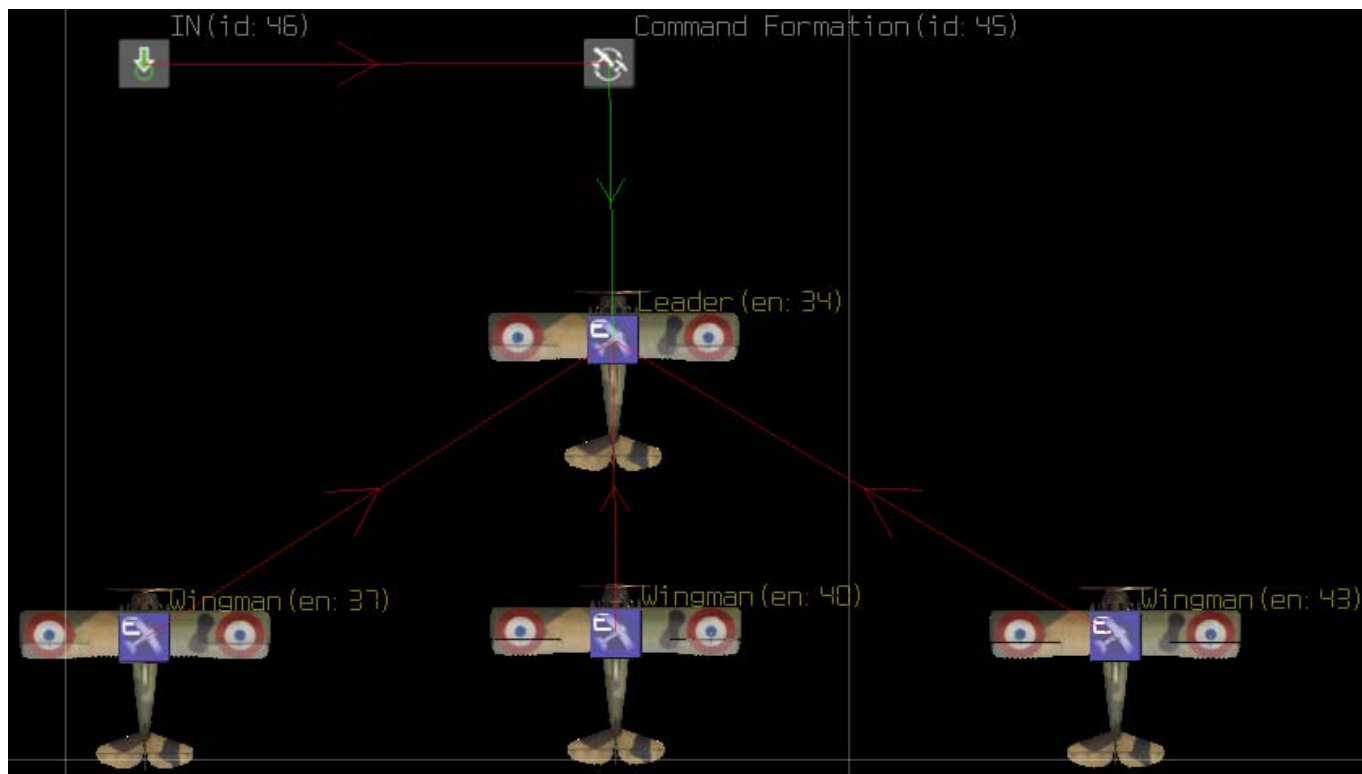 IN(id: 46)
Command Formation(id: 45)
Leader(en: 34)
Wingman(en: 37)
Wingman(en: 40)
Wingman(en: 43)
E
E
E
E